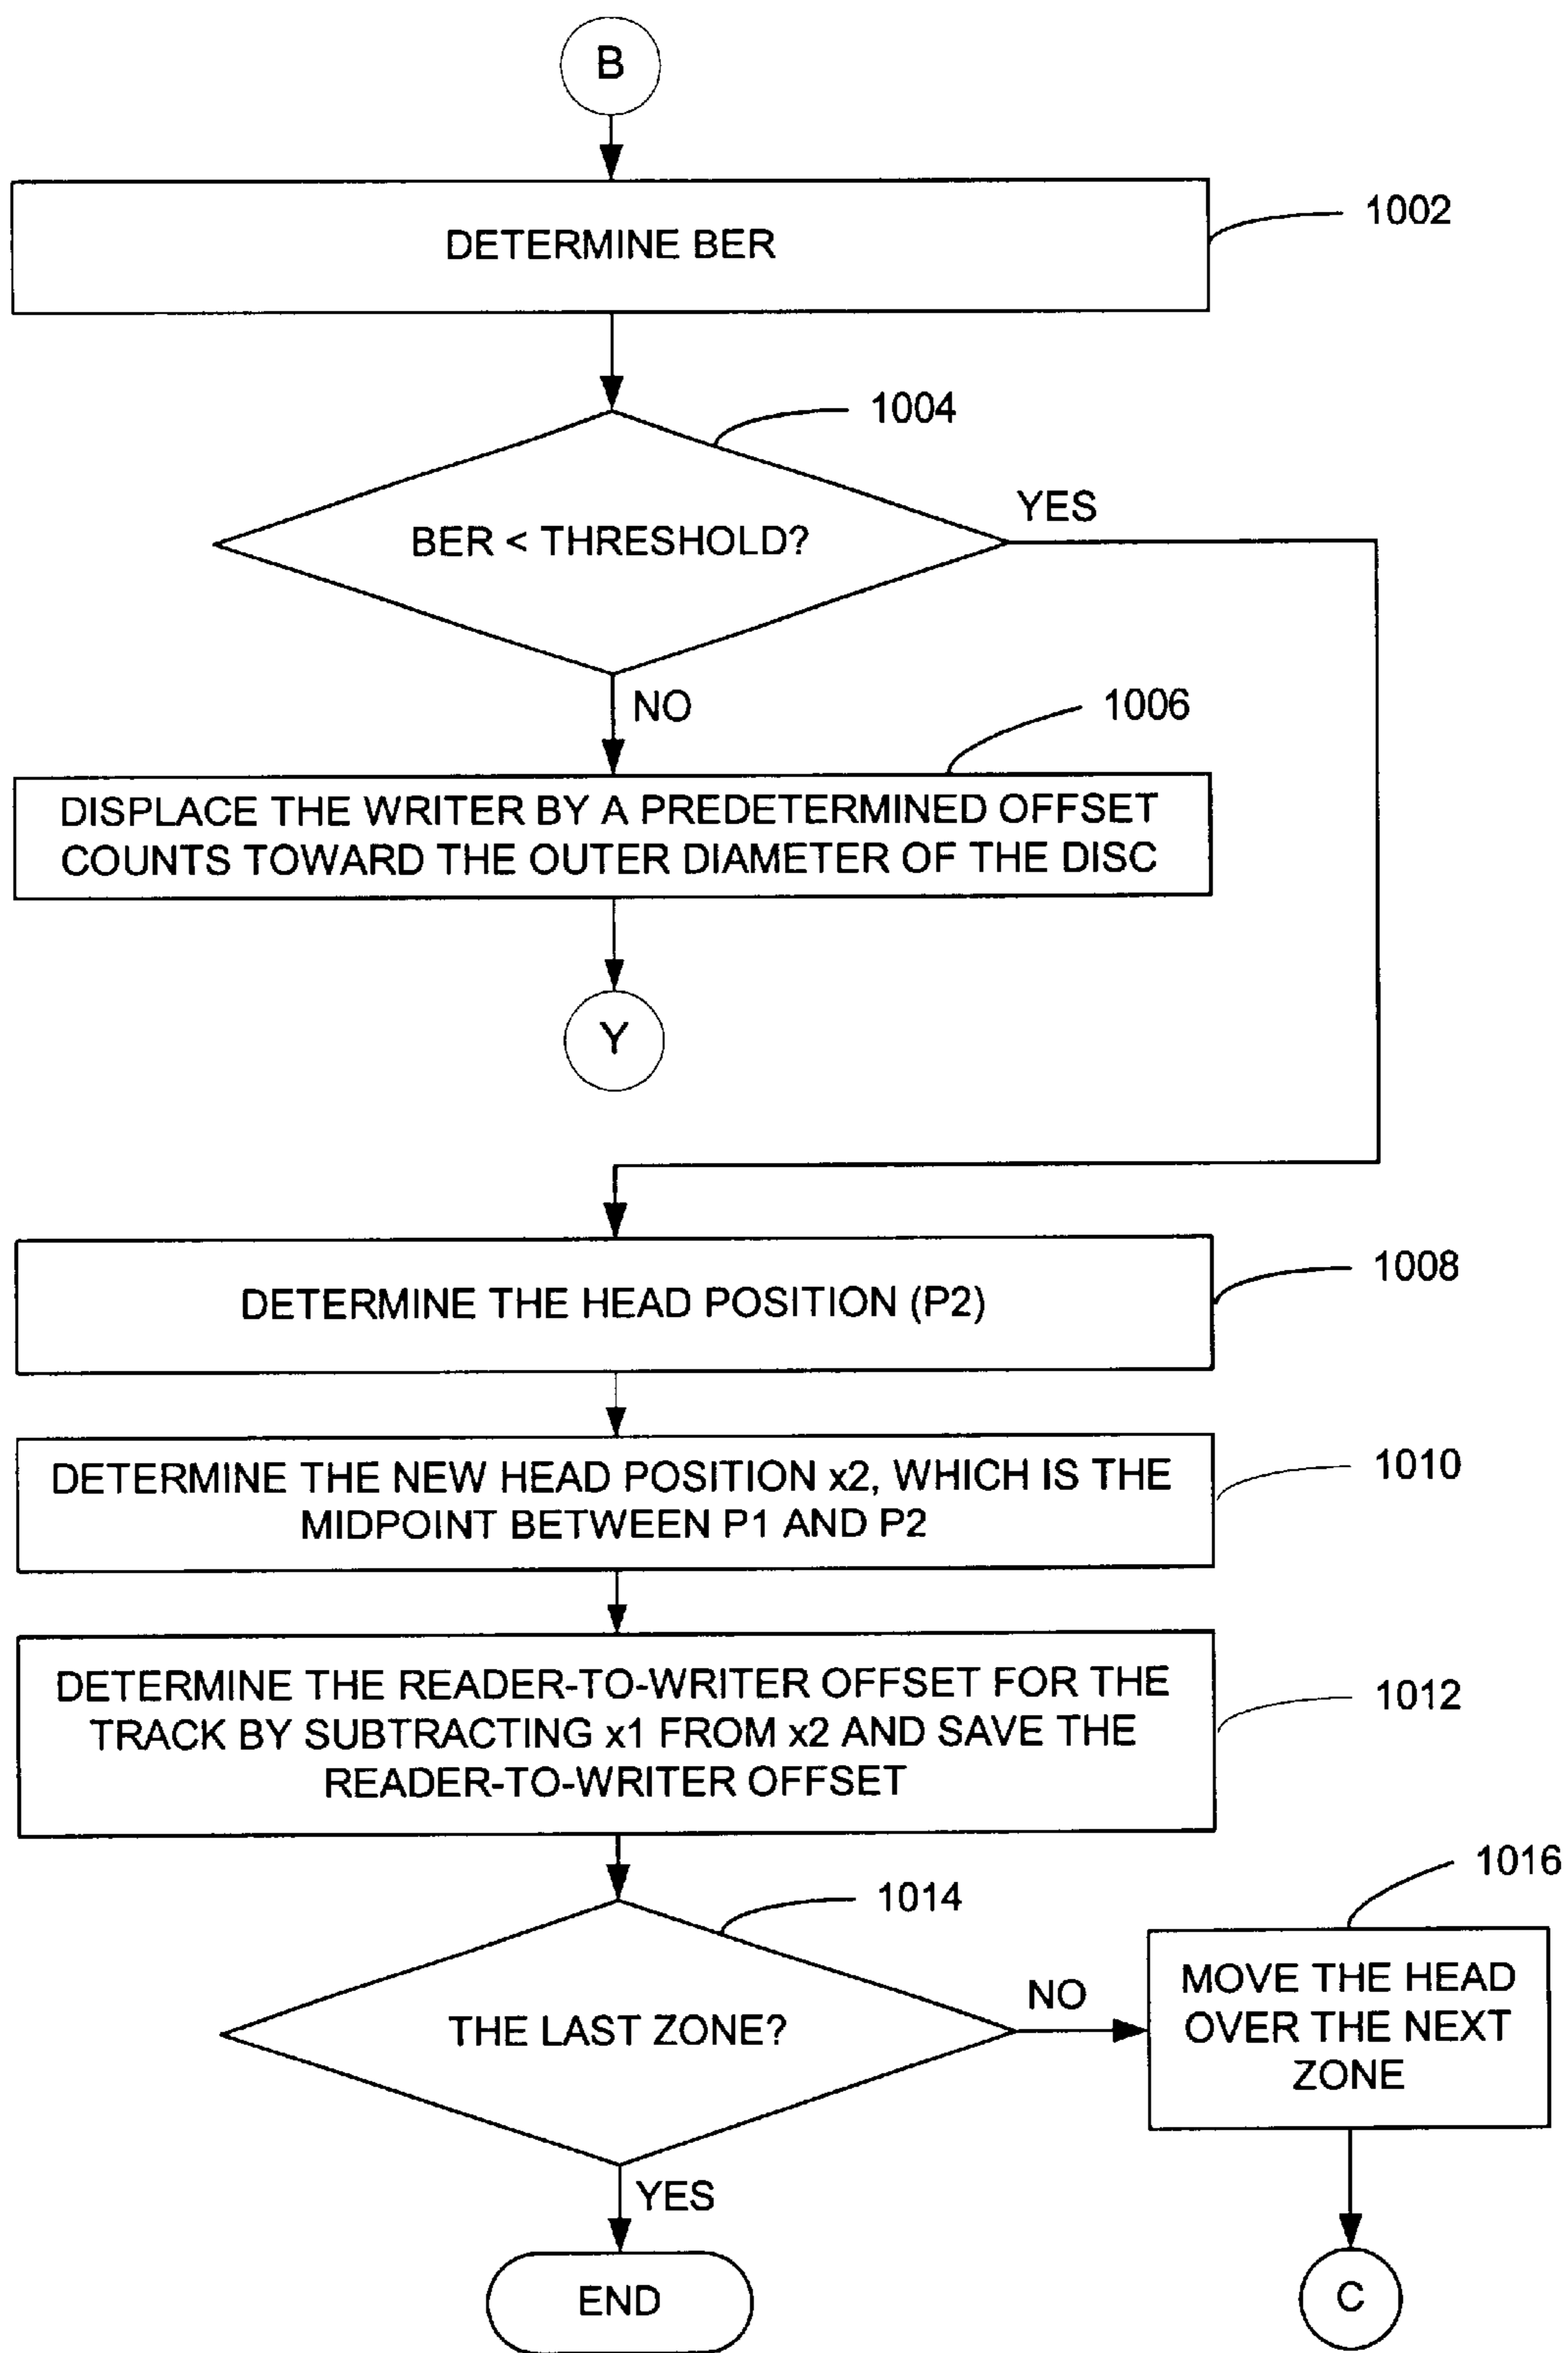 B
DETERMINE BER
1002
1004
BER < THRESHOLD?
YES
NO
1006
DISPLACE THE WRITER BY A PREDETERMINED OFFSET
COUNTS TOWARD THE OUTER DIAMETER OF THE DISC
Y
DETERMINE THE HEAD POSITION (P2)
1008
DETERMINE THE NEW HEAD POSITION x2, WHICH IS THE
MIDPOINT BETWEEN P1 AND P2
1010
DETERMINE THE READER-TO-WRITER OFFSET FOR THE
TRACK BY SUBTRACTING x1 FROM x2 AND SAVE THE
READER-TO-WRITER OFFSET
1012
1014
THE LAST ZONE?
NO
1016
MOVE THE HEAD
OVER THE NEXT
ZONE
YES
END
C